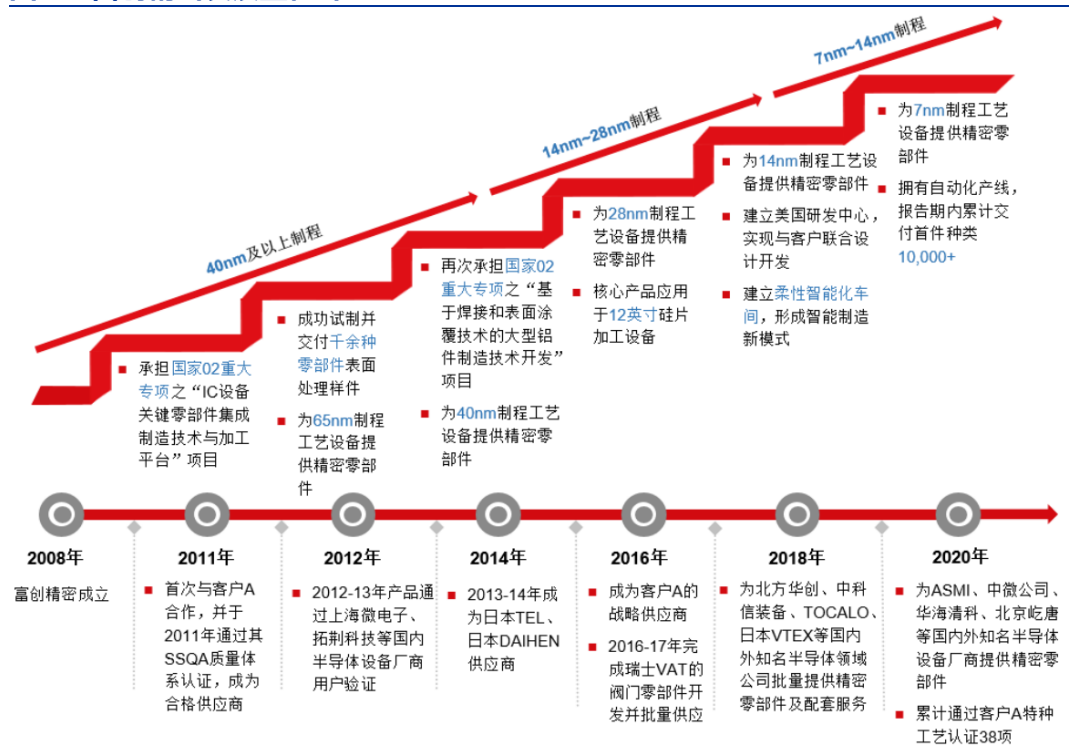 40nm及以上制程
14nm~28nm制程
7nm~14nm制程
■ 承担国家02重大
专项之“IC设备
关键零部件集成
制造技术与加工
平台”项目
■ 成功试制并
交付千余种
零部件表面
处理样件
■ 为65nm制程
工艺设备提
供精密零部
件
■ 再次承担国家02
重大专项之“基
于焊接和表面涂
覆技术的大型铝
件制造技术开发”
项目
■ 为40nm制程工艺
设备提供精密零
部件
■ 为28nm制程工
艺设备提供精
密零部件
■ 核心产品应用
于12英寸硅片
加工设备
■ 为14nm制程工艺设
备提供精密零部件
■ 建立美国研发中心，
实现与客户联合设
计开发
■ 建立柔性智能化车
间，形成智能制造
新模式
■ 为7nm制程工艺
设备提供精密零
部件
■ 拥有自动化产线，
报告期内累计交
付首件种类
10,000+
2008年
富创精密成立
2011年
■ 首次与客户A
合作，并于
2011年通过其
SSQA质量体
系认证，成为
合格供应商
2012年
■ 2012-13年产品通
过上海微电子、
拓荆科技等国内
半导体设备厂商
用户验证
2014年
■ 2013-14年成
为日本TEL、
日本DAIHEN
供应商
2016年
■ 成为客户A的
战略供应商
■ 2016-17年完
成瑞士VAT的
阀门零部件开
发并批量供应
2018年
■ 为北方华创、中科
信装备、TOCALO、
日本VTEX等国内
外知名半导体领域
公司批量提供精密
零部件及配套服务
2020年
■ 为ASMI、中微公司、
华海清科、北京屹唐
等国内外知名半导体
设备厂商提供精密零
部件
■ 累计通过客户A特种
工艺认证38项